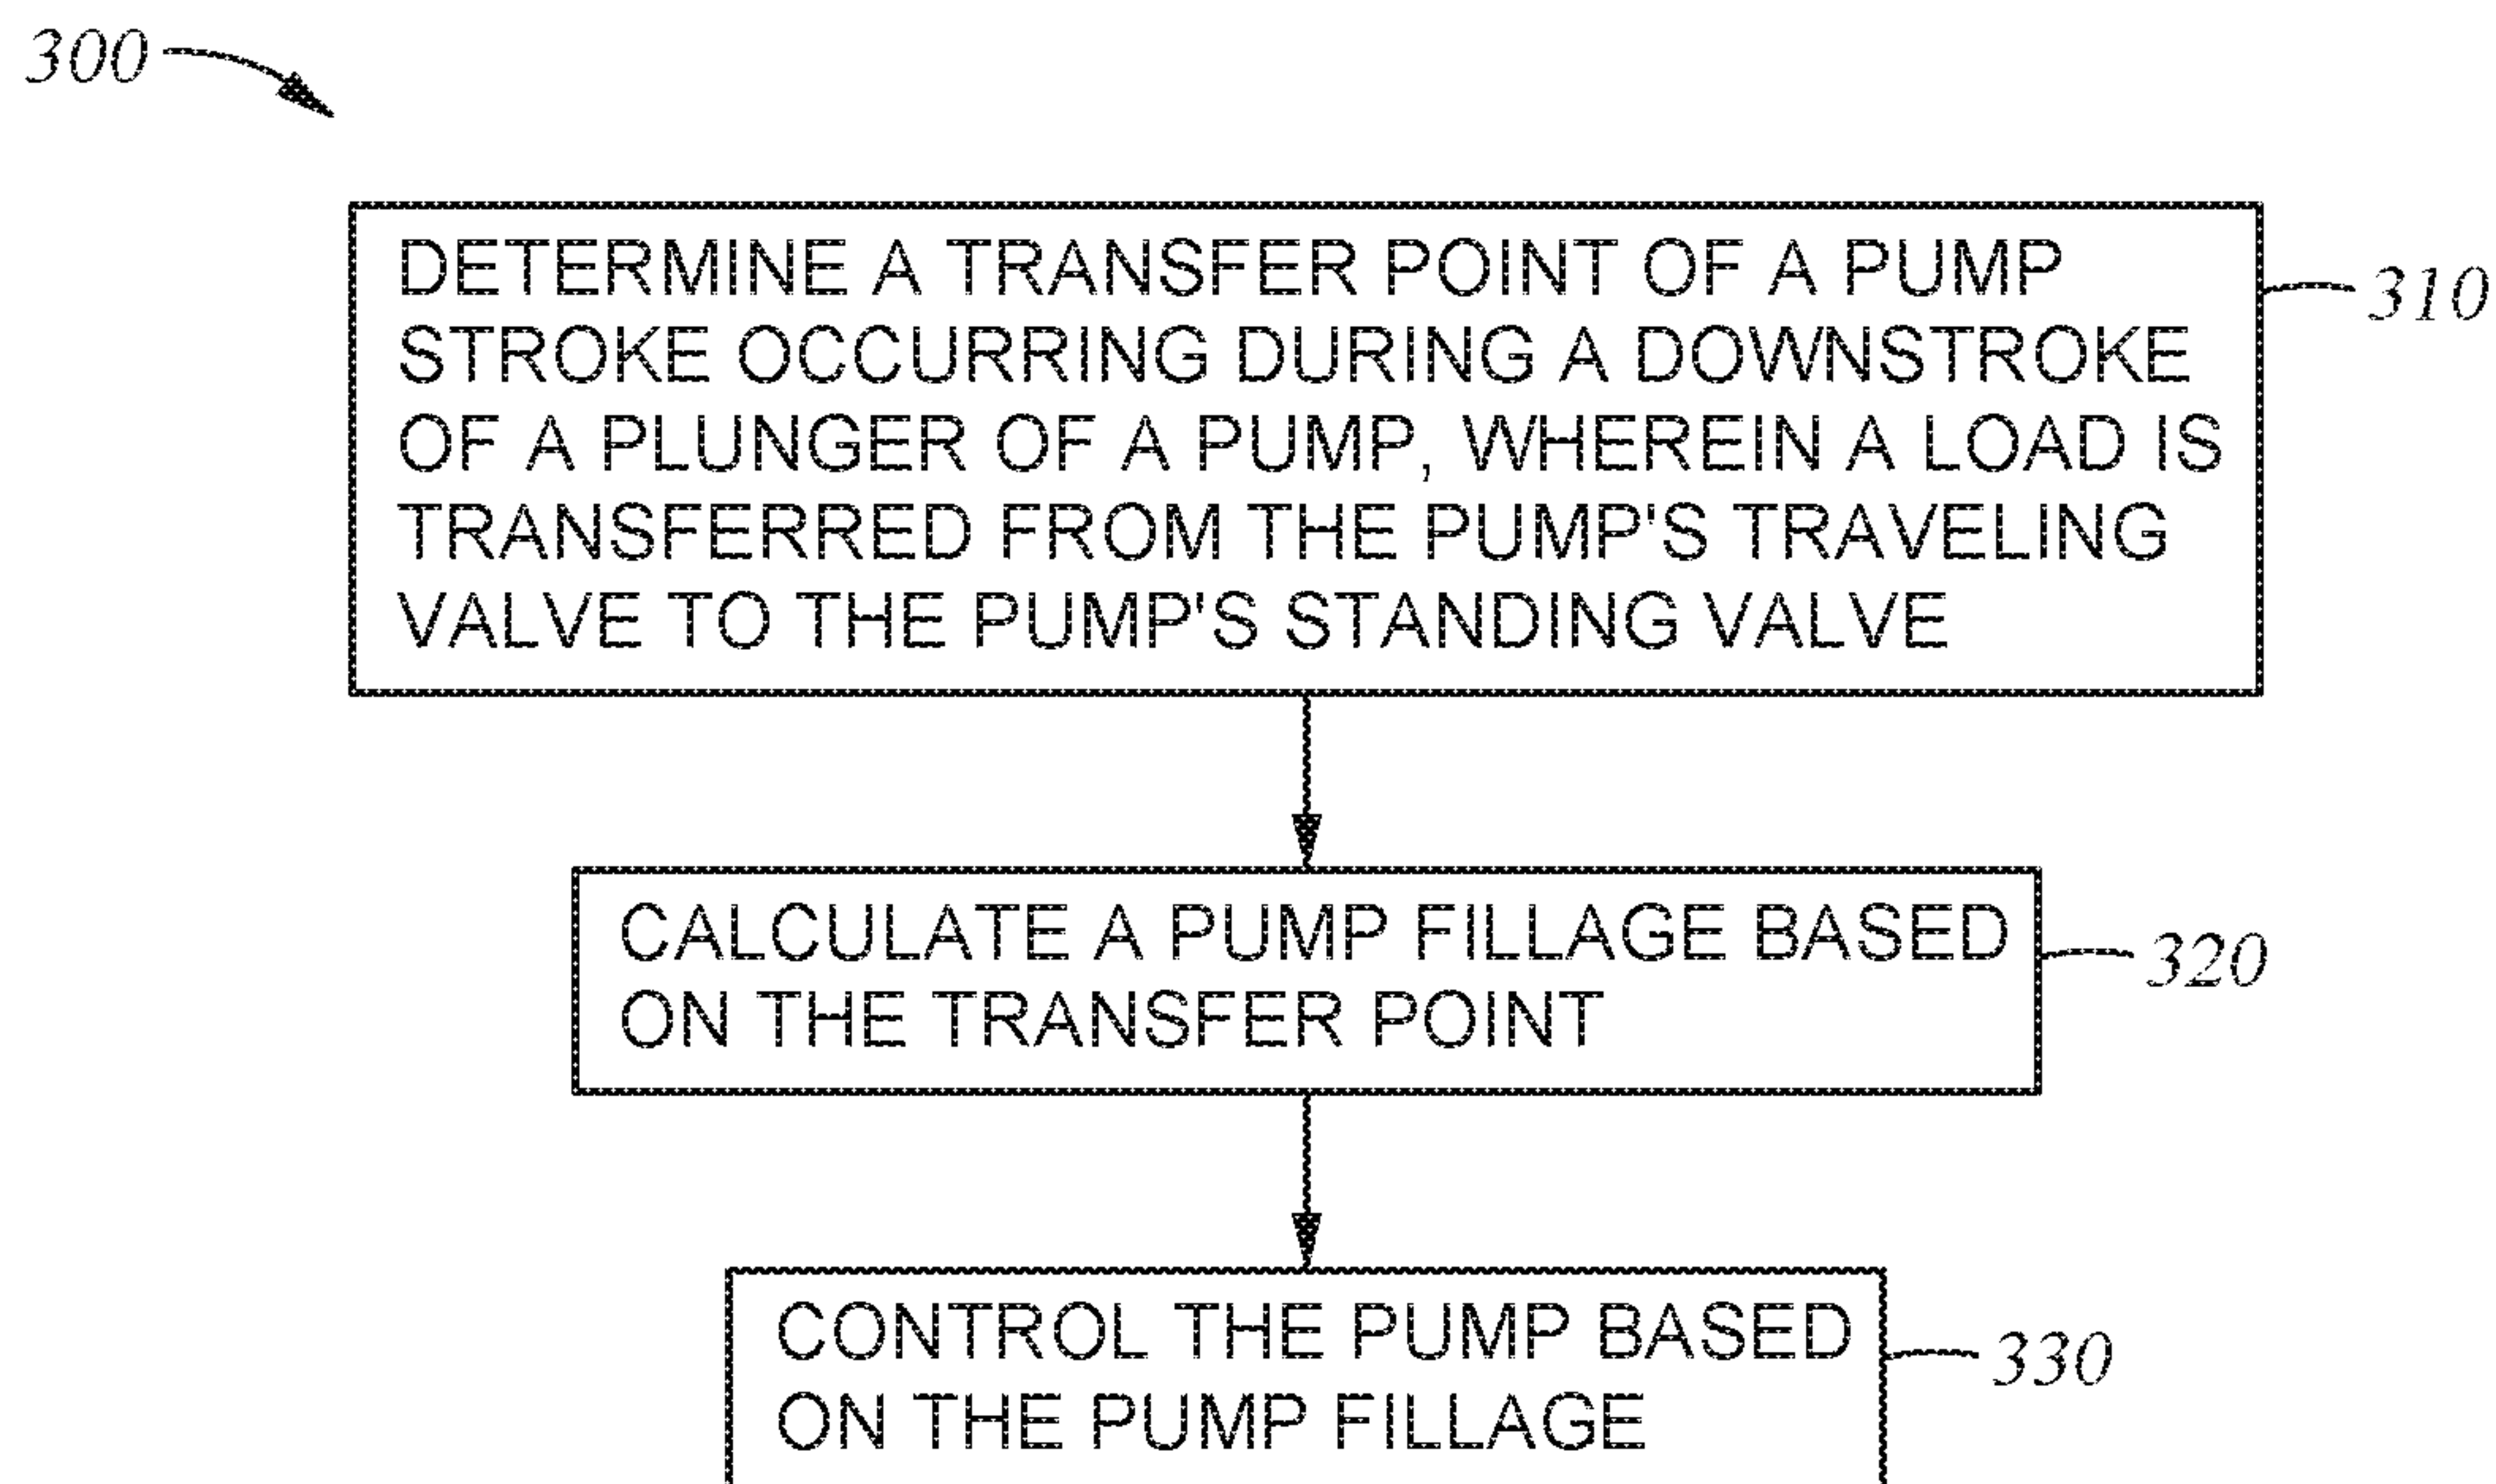 300
DETERMINE A TRANSFER POINT OF A PUMP
STROKE OCCURRING DURING A DOWNSTROKE
OF A PLUNGER OF A PUMP, WHEREIN A LOAD IS
TRANSFERRED FROM THE PUMP'S TRAVELING
VALVE TO THE PUMP'S STANDING VALVE
310
CALCULATE A PUMP FILLAGE BASED
ON THE TRANSFER POINT
320
CONTROL THE PUMP BASED
ON THE PUMP FILLAGE
330